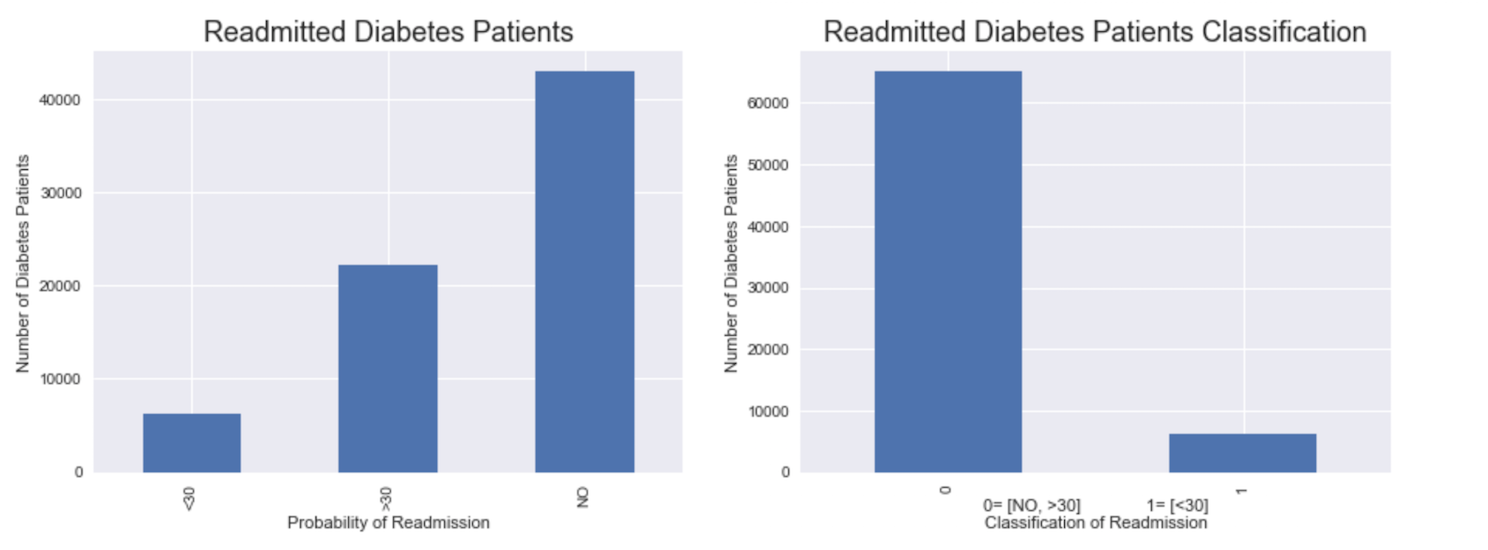 Readmitted Diabetes Patients
Number of Diabetes Patients
40000
30000
20000
10000
0
<30
>30
NO
Probability of Readmission
Readmitted Diabetes Patients Classification
Number of Diabetes Patients
60000
50000
40000
30000
20000
10000
0
0
1
0= [NO, >30] 1= [<30]
Classification of Readmission